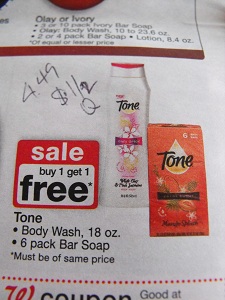 Olay or Ivory
• 3 or 10 pack Ivory Bar Soap
• Olay: Body Wash, 10 to 23.6 oz.
• 2 or 4 pack Bar Soap • Lotion, 8.4 oz.
*Of equal or lesser price
4.49
Tone
sale
buy 1 get 1
free*
6
Tone
Tone
• Body Wash, 18 oz.
• 6 pack Bar Soap
*Must be of same price
coupon Good at